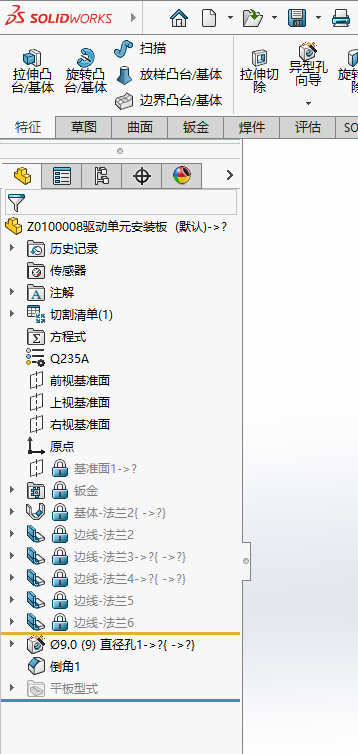 SOLIDWORKS
扫描
拉伸凸台/基体
旋转凸台/基体
放样凸台/基体
边界凸台/基体
拉伸切除
异型孔向导
旋转
特征
草图
曲面
钣金
焊件
评估
SO
Z0100008驱动单元安装板 (默认)->?
历史记录
传感器
注解
切割清单(1)
方程式
Q235A
前视基准面
上视基准面
右视基准面
原点
基准面1->?
钣金
基体-法兰2{ ->?}
边线-法兰2
边线-法兰3->?{ ->?}
边线-法兰4->?{ ->?}
边线-法兰5
边线-法兰6
Ø9.0 (9) 直径孔1->?{ ->?}
倒角1
平板型式